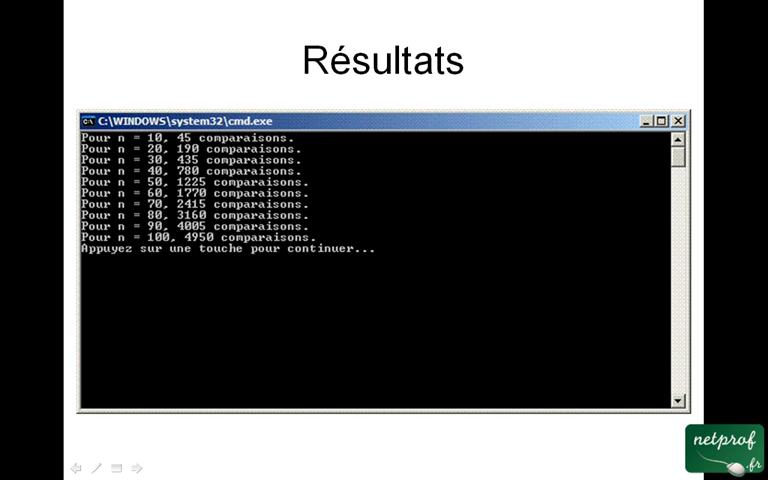 Résultats
C:\WINDOWS\system32\cmd.exe
Pour n = 10, 45 comparaisons.
Pour n = 20, 190 comparaisons.
Pour n = 30, 435 comparaisons.
Pour n = 40, 780 comparaisons.
Pour n = 50, 1225 comparaisons.
Pour n = 60, 1770 comparaisons.
Pour n = 70, 2415 comparaisons.
Pour n = 80, 3160 comparaisons.
Pour n = 90, 4005 comparaisons.
Pour n = 100, 4950 comparaisons.
Appuyez sur une touche pour continuer...
netprof
.fr